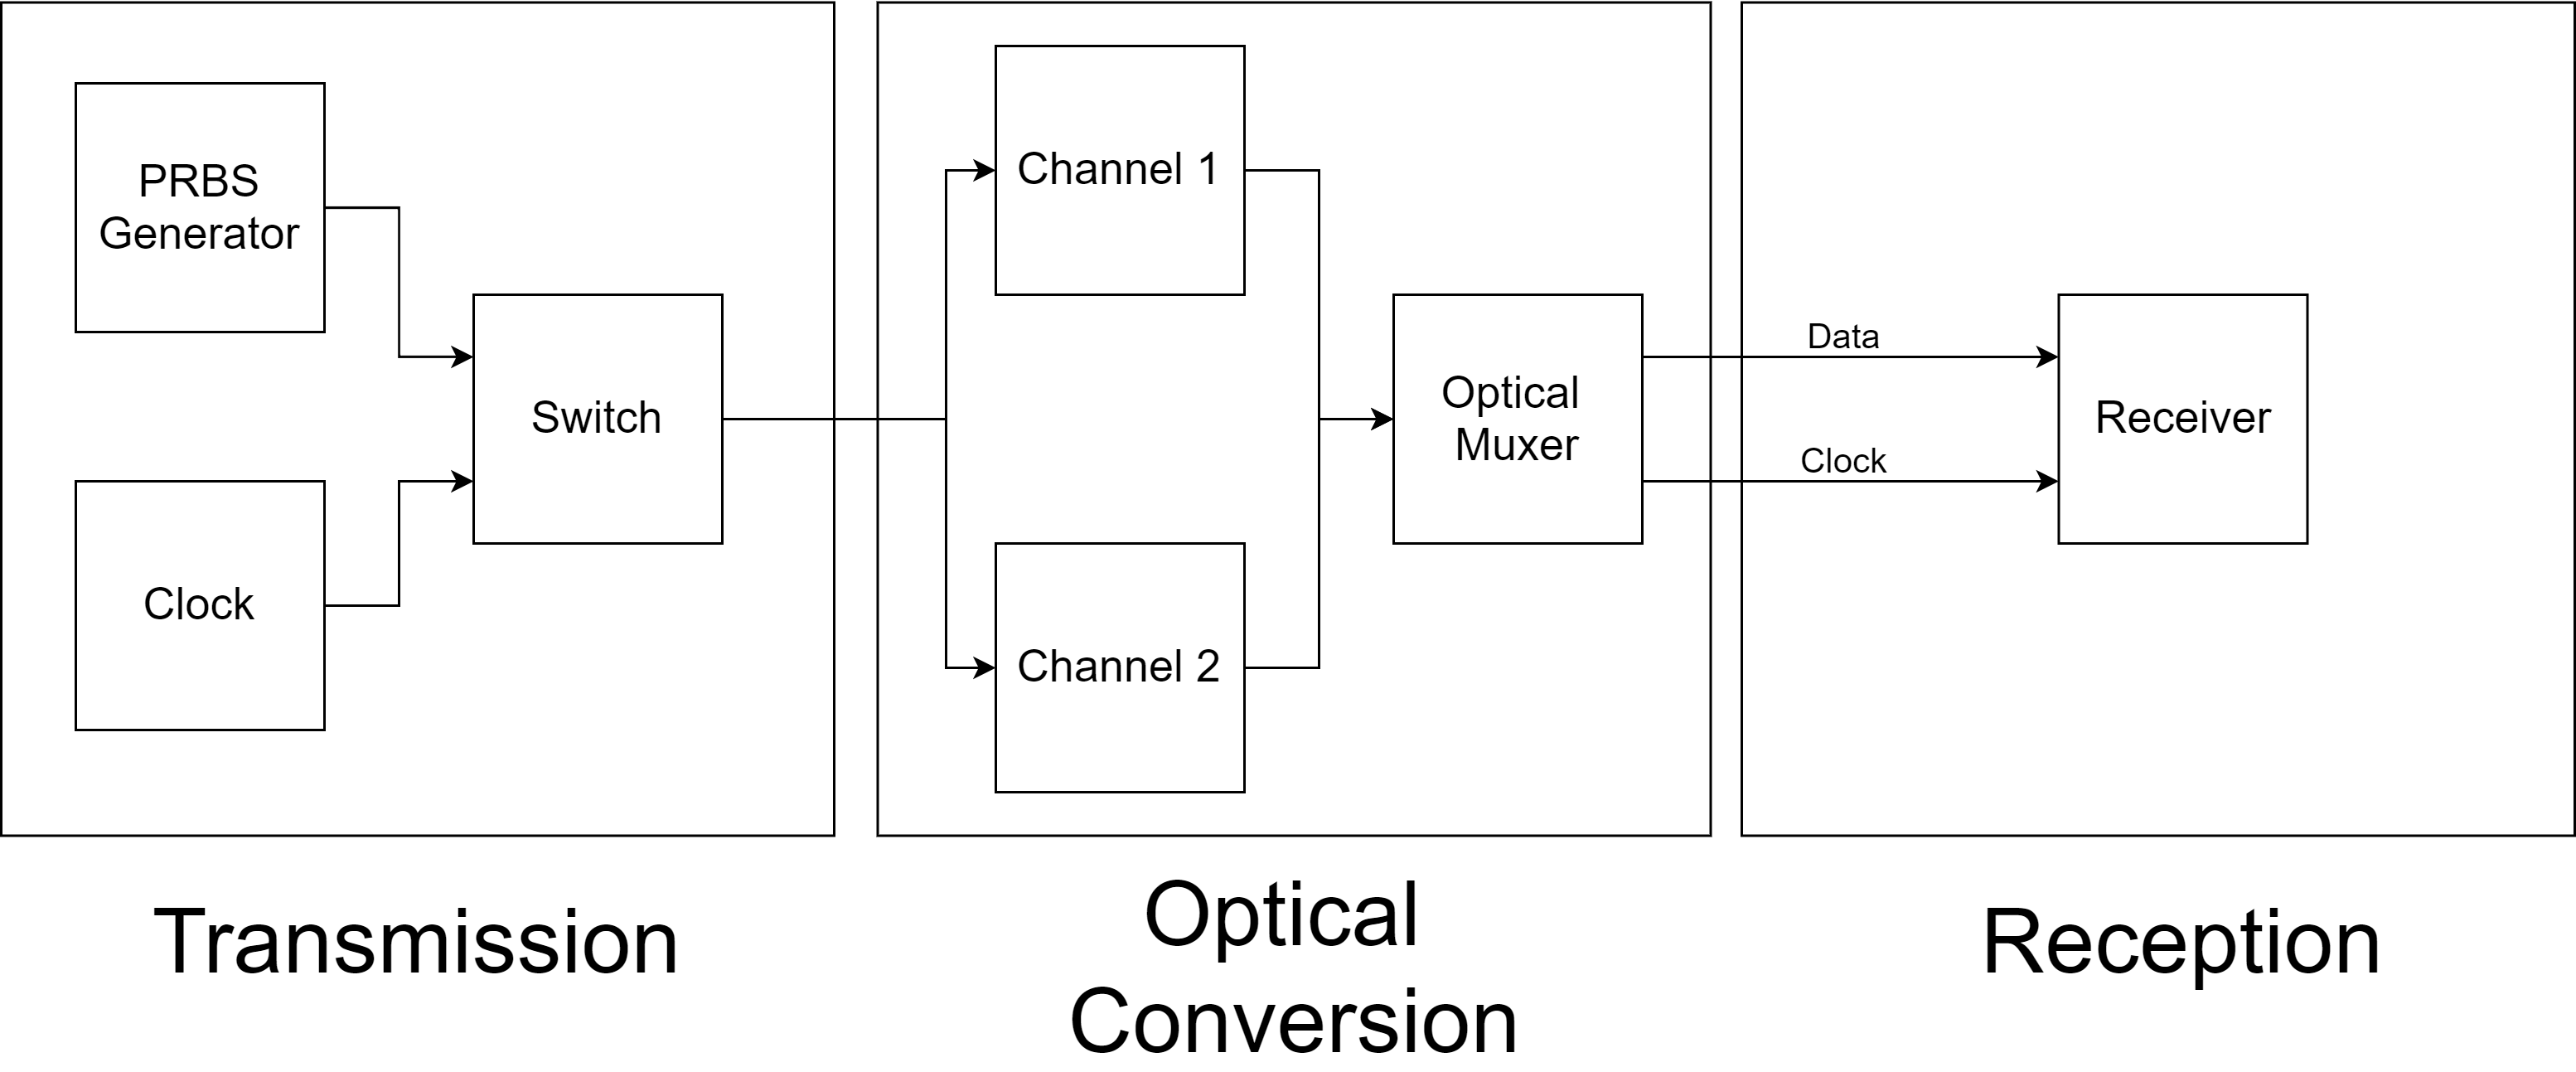 PRBS
Generator
Clock
Switch
Channel 1
Channel 2
Optical
Muxer
Data
Clock
Receiver
Transmission
Optical
Conversion
Reception